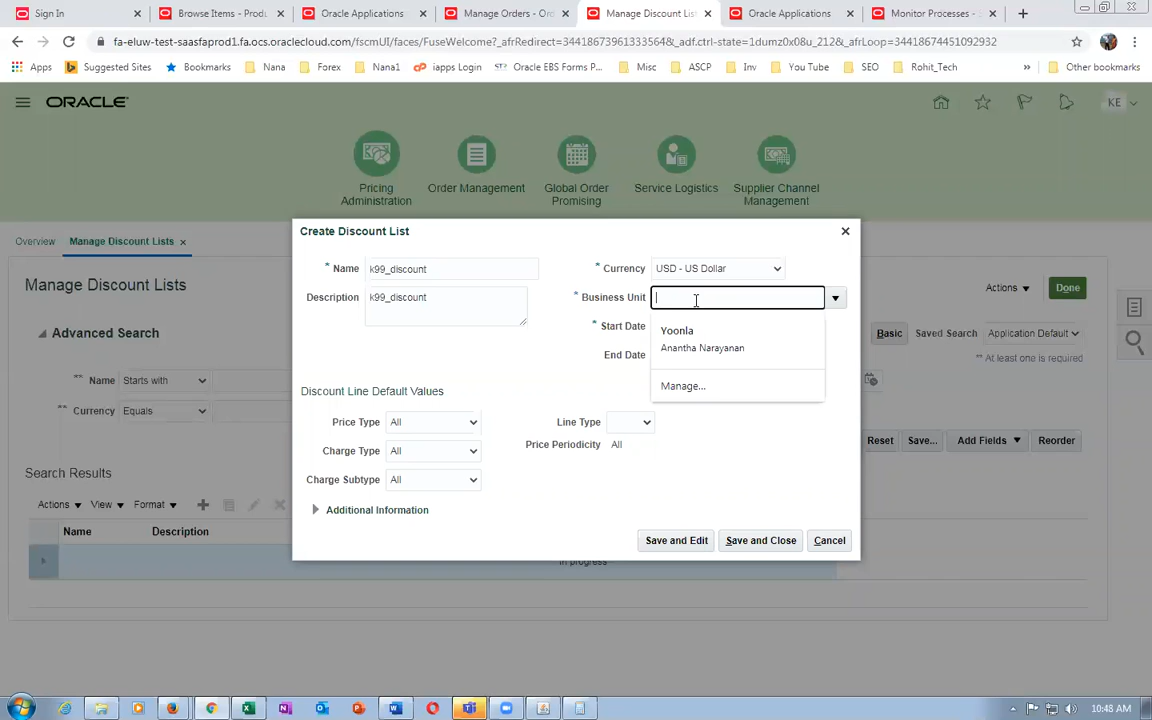 Sign In
Browse Items - Produ
Oracle Applications
Manage Orders - Ord
Manage Discount Lists
Oracle Applications
Monitor Processes -
fa-eluw-test-saasfaprod1.fa.ocs.oraclecloud.com/fscmUI/faces/FuseWelcome?_afrRedirect=34418673961333564&_adf.ctrl-state=1dumz0x08u_212&_afrLoop=34418674451092932
Apps
Suggested Sites
Bookmarks
Nana
Forex
Nana1
iapps Login
Oracle EBS Forms P...
Misc
ASCP
Inv
You Tube
SEO
Rohit_Tech
»
Other bookmarks
ORACLE
KE
Pricing Administration
Order Management
Global Order Promising
Service Logistics
Supplier Channel Management
Overview
Manage Discount Lists
Manage Discount Lists
Actions
Done
Advanced Search
Basic
Saved Search
Application Default
** At least one is required
** Name
Starts with
** Currency
Equals
Reset
Save...
Add Fields
Reorder
Search Results
Actions
View
Format
Name
Description
In progress
Create Discount List
* Name
k99_discount
Description
k99_discount
* Currency
USD - US Dollar
* Business Unit
* Start Date
End Date
Yoonla
Anantha Narayanan
Manage...
Discount Line Default Values
Price Type
All
Charge Type
All
Charge Subtype
All
Line Type
Price Periodicity
All
Additional Information
Save and Edit
Save and Close
Cancel
10:48 AM